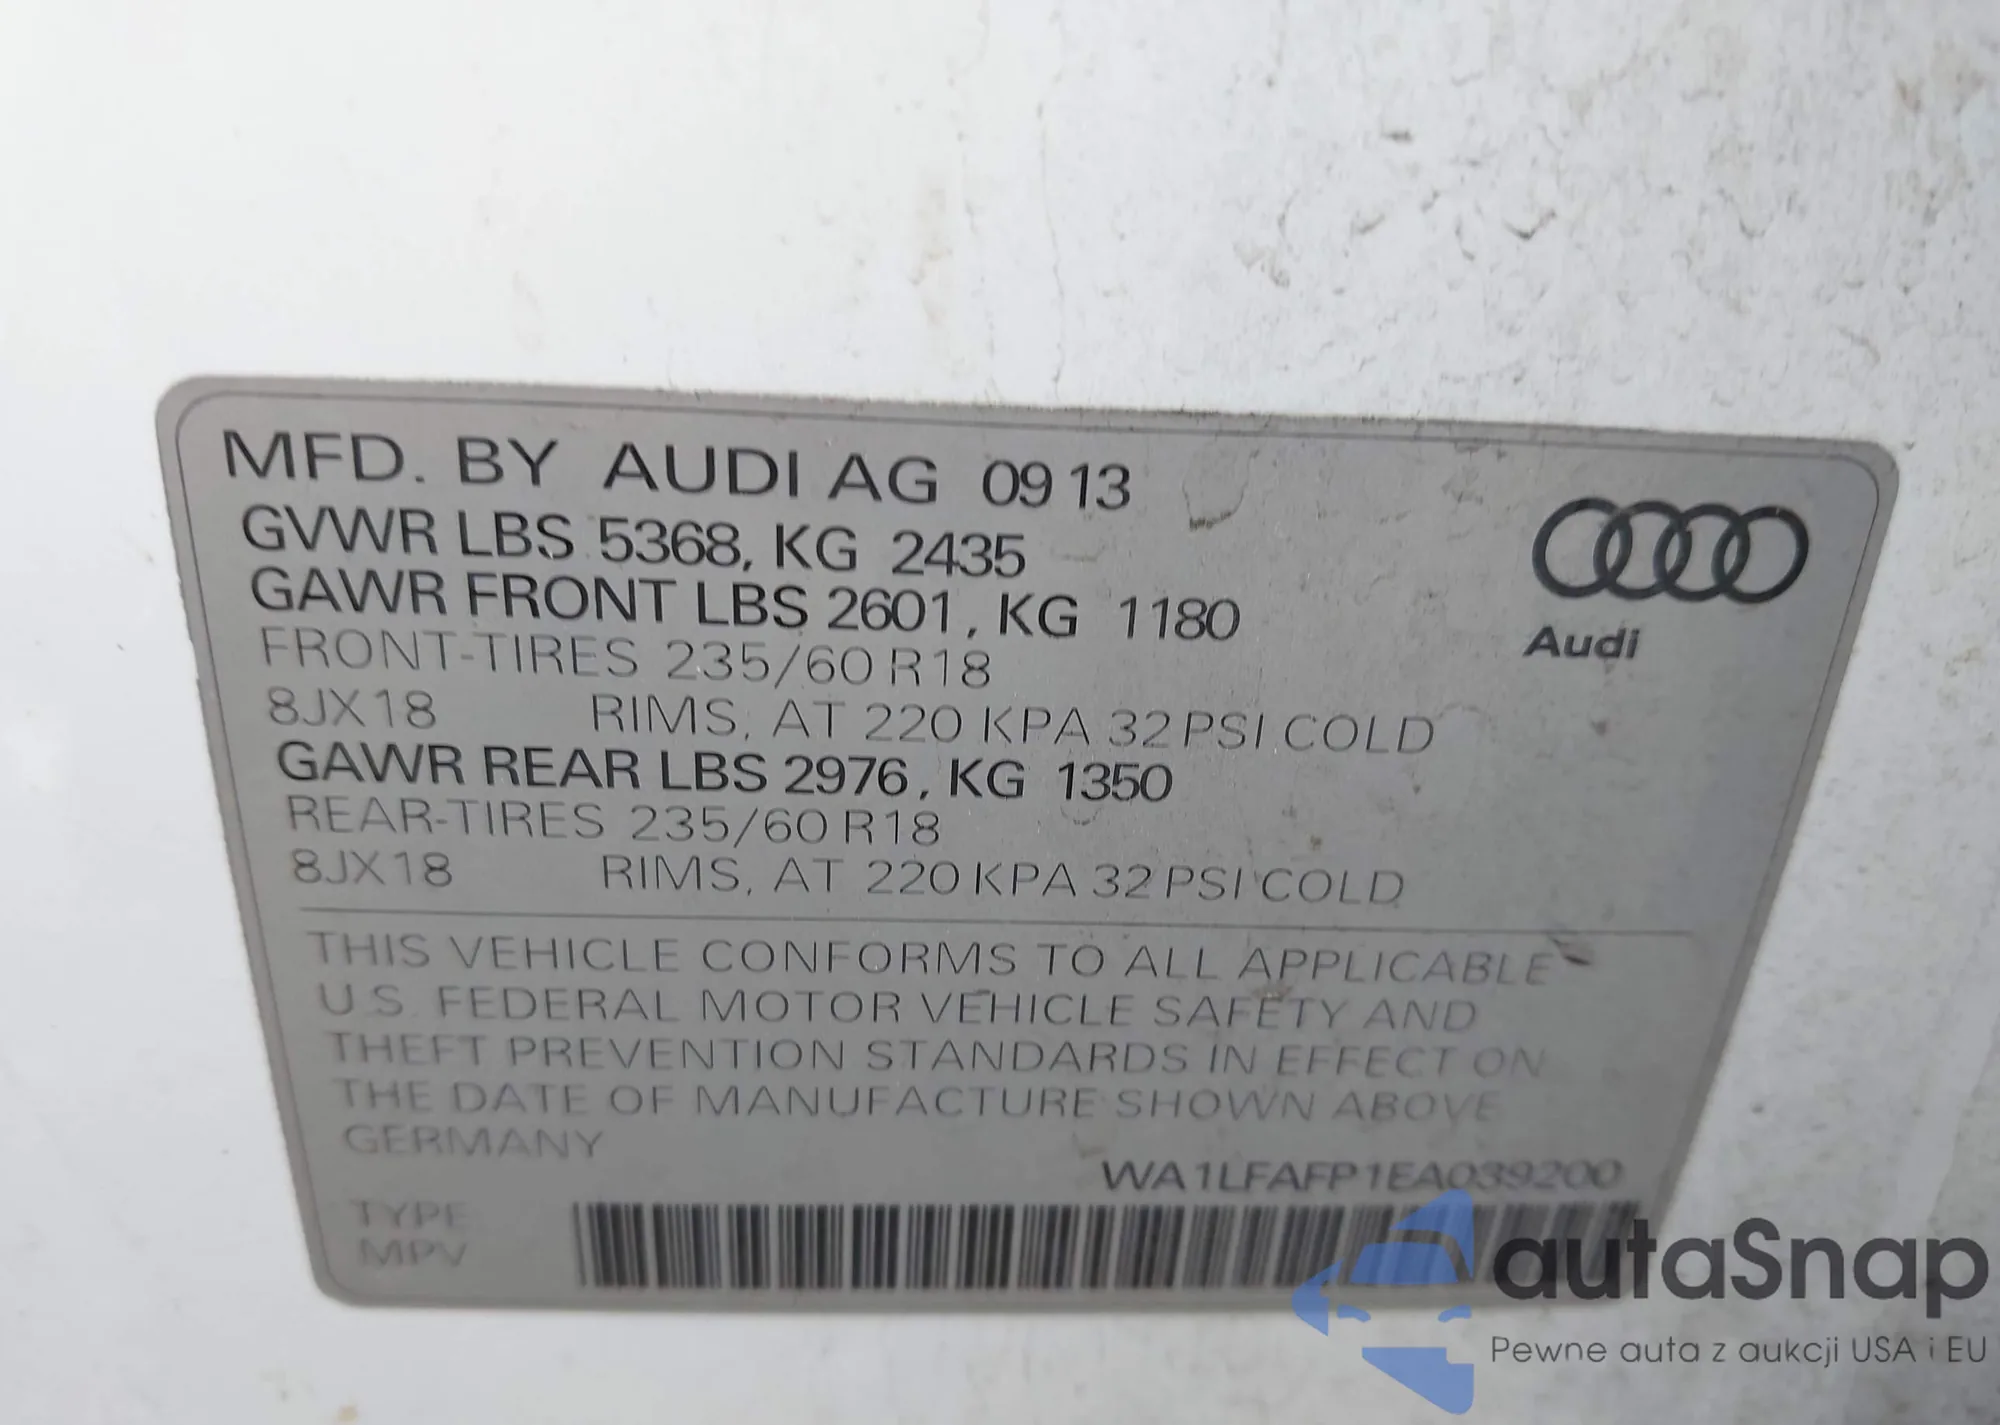 MFD. BY AUDI AG 09 13
GVWR LBS 5368, KG 2435
GAWR FRONT LBS 2601, KG 1180
FRONT-TIRES 235/60 R18
8JX18 RIMS, AT 220 KPA 32 PSI COLD
GAWR REAR LBS 2976, KG 1350
REAR-TIRES 235/60 R18
8JX18 RIMS, AT 220 KPA 32 PSI COLD
Audi
THIS VEHICLE CONFORMS TO ALL APPLICABLE
U.S. FEDERAL MOTOR VEHICLE SAFETY AND
THEFT PREVENTION STANDARDS IN EFFECT ON
THE DATE OF MANUFACTURE SHOWN ABOVE
GERMANY
WA1LFAFP1EA039200
TYPE
MPV
autaSnap
Pewne auta z aukcji USA i EU